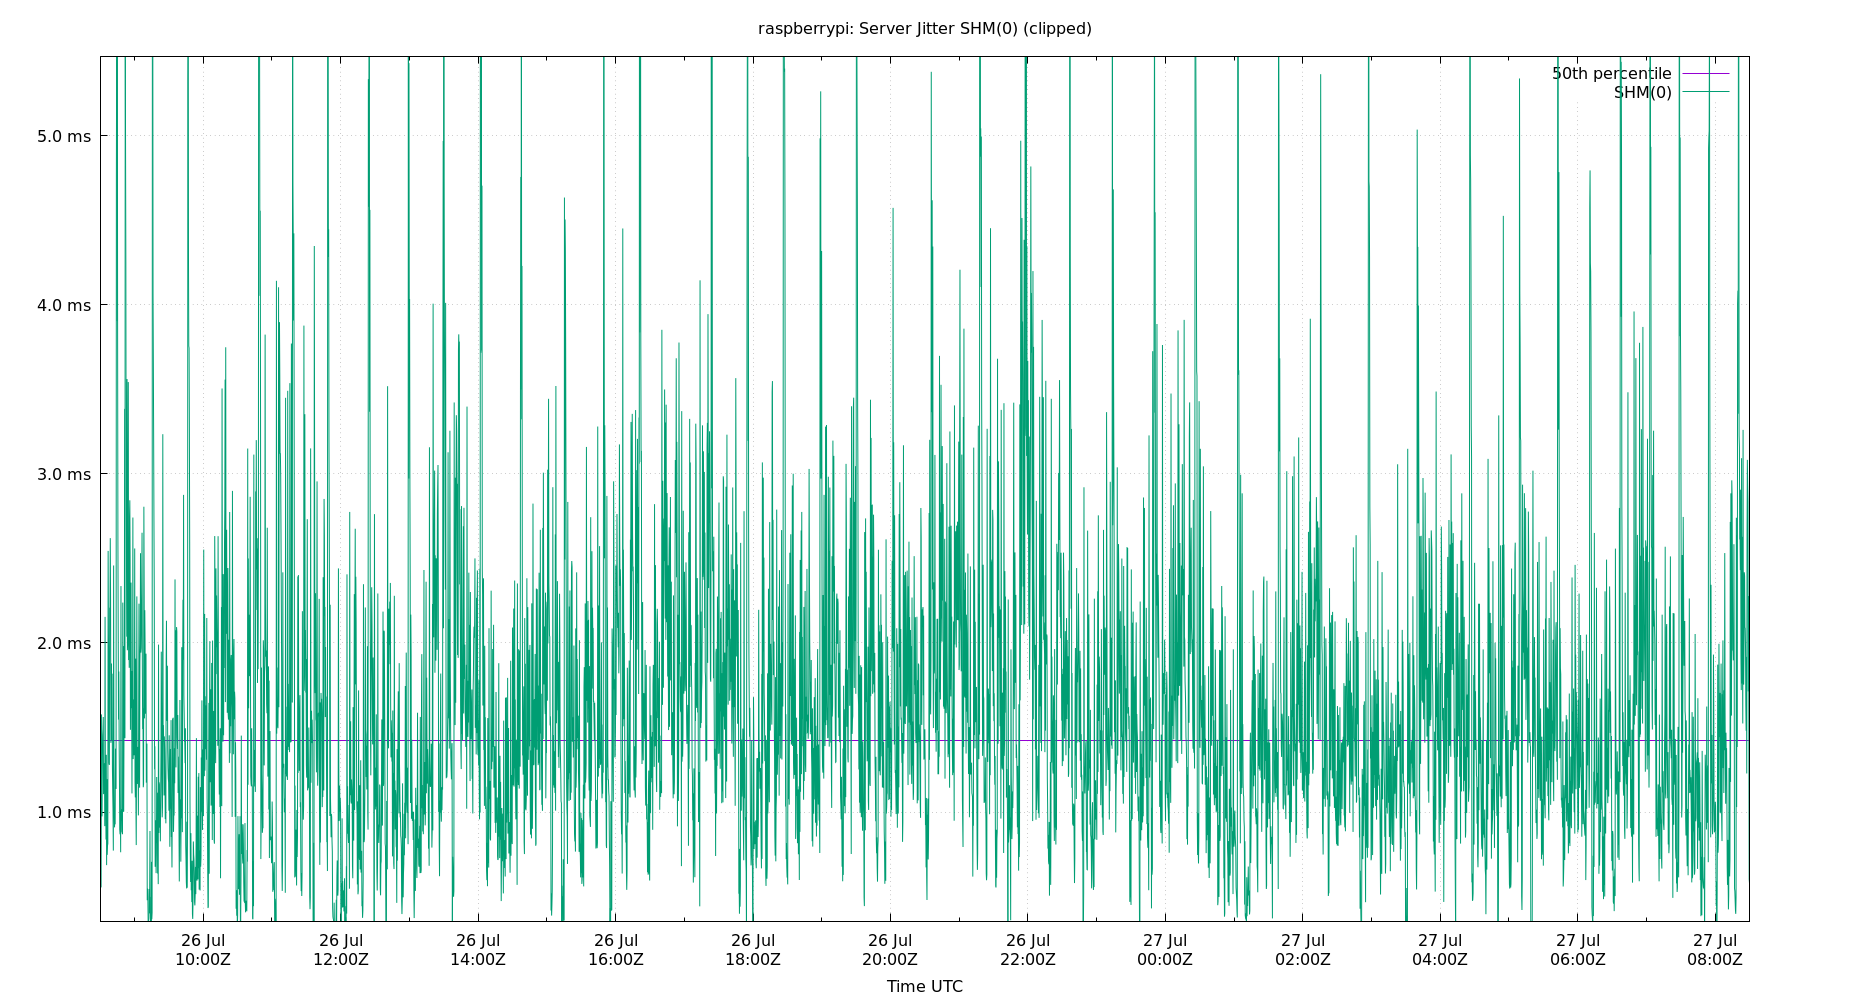 raspberrypi: Server Jitter SHM(0) (clipped)
50th percentile
SHM(0)
5.0 ms
4.0 ms
3.0 ms
2.0 ms
1.0 ms
26 Jul 26 Jul 26 Jul 26 Jul 26 Jul 26 Jul 26 Jul 27 Jul 27 Jul 27 Jul 27 Jul 27 Jul
10:00Z 12:00Z 14:00Z 16:00Z 18:00Z 20:00Z 22:00Z 00:00Z 02:00Z 04:00Z 06:00Z 08:00Z
Time UTC